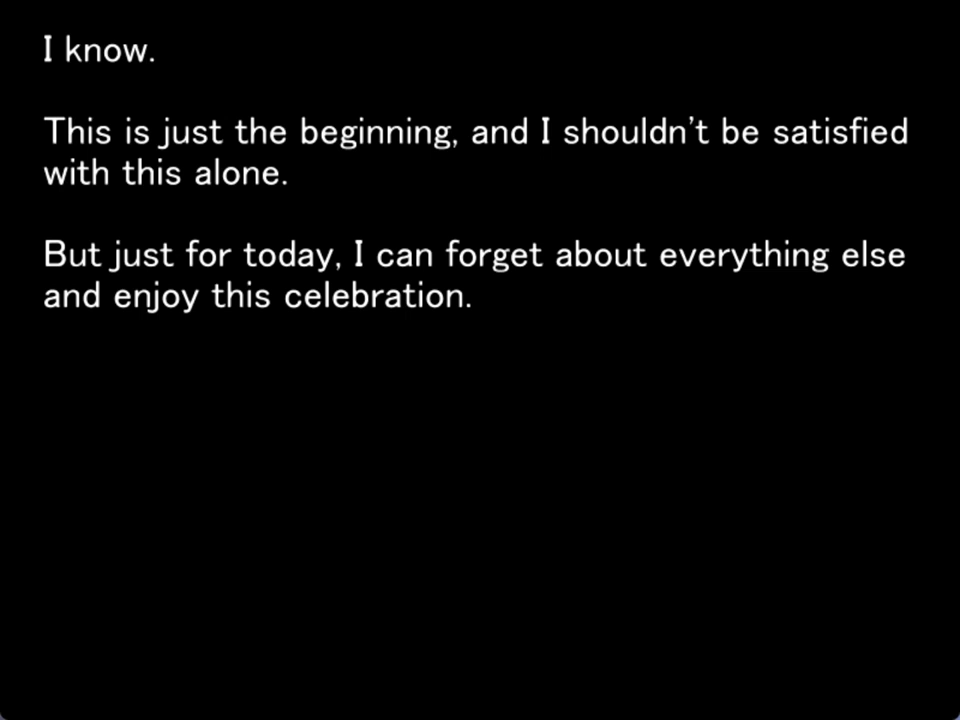 I know.
This is just the beginning, and I shouldn't be satisfied
with this alone.
But just for today, I can forget about everything else
and enjoy this celebration.